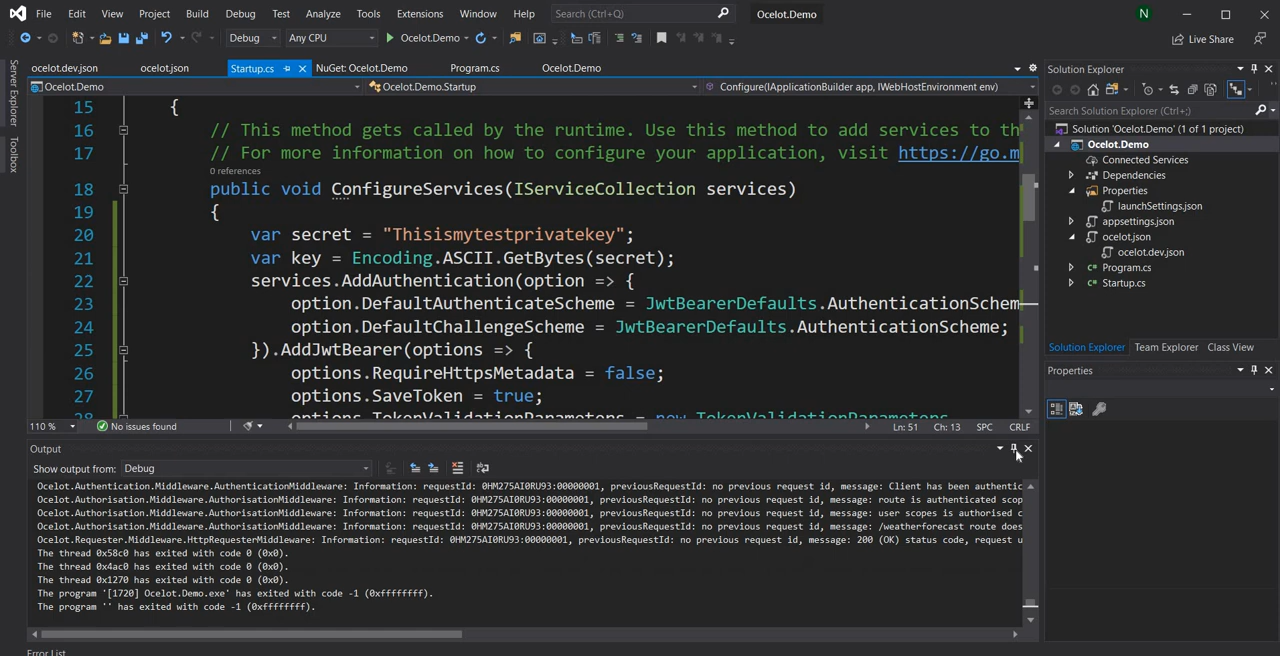 File Edit View Project Build Debug Test Analyze Tools Extensions Window Help Search (Ctrl+Q) Ocelot.Demo N
Debug Any CPU Ocelot.Demo Live Share
ocelot.dev.json ocelot.json Startup.cs NuGet: Ocelot.Demo Program.cs Ocelot.Demo
Ocelot.Demo Ocelot.Demo.Startup Configure(IApplicationBuilder app, IWebHostEnvironment env)
Server Explorer
Toolbox
15 {
16 // This method gets called by the runtime. Use this method to add services to th
17 // For more information on how to configure your application, visit https://go.m
0 references
18 public void ConfigureServices(IServiceCollection services)
19 {
20 var secret = "Thisismytestprivatekey";
21 var key = Encoding.ASCII.GetBytes(secret);
22 services.AddAuthentication(option => {
23 option.DefaultAuthenticateScheme = JwtBearerDefaults.AuthenticationSchem
24 option.DefaultChallengeScheme = JwtBearerDefaults.AuthenticationScheme;
25 }).AddJwtBearer(options => {
26 options.RequireHttpsMetadata = false;
27 options.SaveToken = true;
28 options.TokenValidationParameters = new TokenValidationParameters
110 % No issues found Ln: 51 Ch: 13 SPC CRLF
Output
Show output from: Debug
Ocelot.Authentication.Middleware.AuthenticationMiddleware: Information: requestId: 0HM275AI0RU93:00000001, previousRequestId: no previous request id, message: Client has been authentic
Ocelot.Authorisation.Middleware.AuthorisationMiddleware: Information: requestId: 0HM275AI0RU93:00000001, previousRequestId: no previous request id, message: route is authenticated scop
Ocelot.Authorisation.Middleware.AuthorisationMiddleware: Information: requestId: 0HM275AI0RU93:00000001, previousRequestId: no previous request id, message: user scopes is authorised c
Ocelot.Authorisation.Middleware.AuthorisationMiddleware: Information: requestId: 0HM275AI0RU93:00000001, previousRequestId: no previous request id, message: /weatherforecast route does
Ocelot.Requester.Middleware.HttpRequesterMiddleware: Information: requestId: 0HM275AI0RU93:00000001, previousRequestId: no previous request id, message: 200 (OK) status code, request u
The thread 0x58c0 has exited with code 0 (0x0).
The thread 0x4ac0 has exited with code 0 (0x0).
The thread 0x1270 has exited with code 0 (0x0).
The program '[1720] Ocelot.Demo.exe' has exited with code -1 (0xffffffff).
The program '' has exited with code -1 (0xffffffff).
Error List
Solution Explorer
Search Solution Explorer (Ctrl+;)
Solution 'Ocelot.Demo' (1 of 1 project)
Ocelot.Demo
Connected Services
Dependencies
Properties
launchSettings.json
appsettings.json
ocelot.json
ocelot.dev.json
Program.cs
Startup.cs
Solution Explorer Team Explorer Class View
Properties